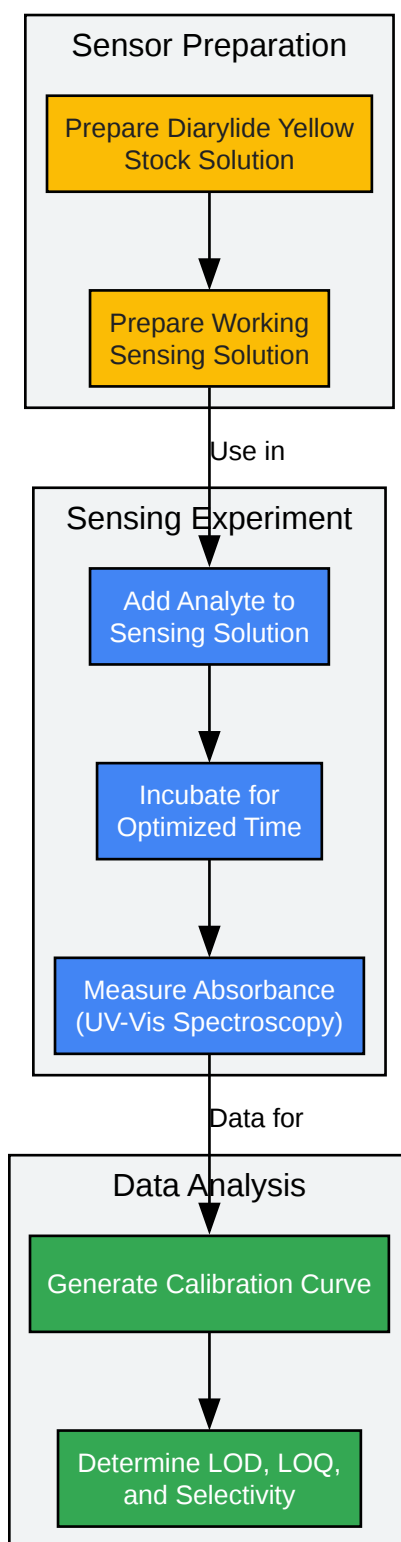 Sensor Preparation
Prepare Diarylide Yellow
Stock Solution
Prepare Working
Sensing Solution
Use in
Sensing Experiment
Add Analyte to
Sensing Solution
Incubate for
Optimized Time
Measure Absorbance
(UV-Vis Spectroscopy)
Data for
Data Analysis
Generate Calibration Curve
Determine LOD, LOQ,
and Selectivity